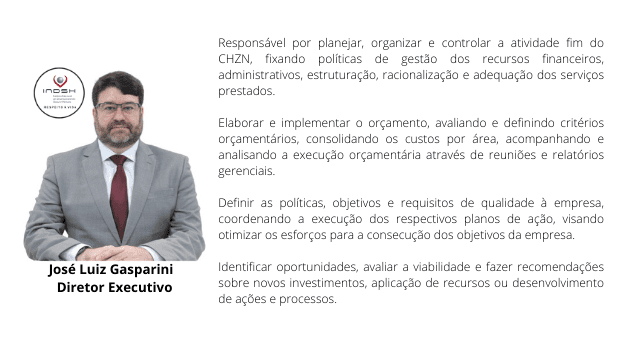 Responsável por planejar, organizar e controlar a atividade fim do
CHZN, fixando políticas de gestão dos recursos financeiros,
administrativos, estruturação, racionalização e adequação dos serviços
prestados.
Elaborar e implementar o orçamento, avaliando e definindo critérios
orçamentários, consolidando os custos por área, acompanhando e
analisando a execução orçamentária através de reuniões e relatórios
gerenciais.
Definir as políticas, objetivos e requisitos de qualidade à empresa,
coordenando a execução dos respectivos planos de ação, visando
otimizar os esforços para a consecução dos objetivos da empresa.
Identificar oportunidades, avaliar a viabilidade e fazer recomendações
sobre novos investimentos, aplicação de recursos ou desenvolvimento
de ações e processos.
INDSH
RESPEITO À VIDA
José Luiz Gasparini
Diretor Executivo